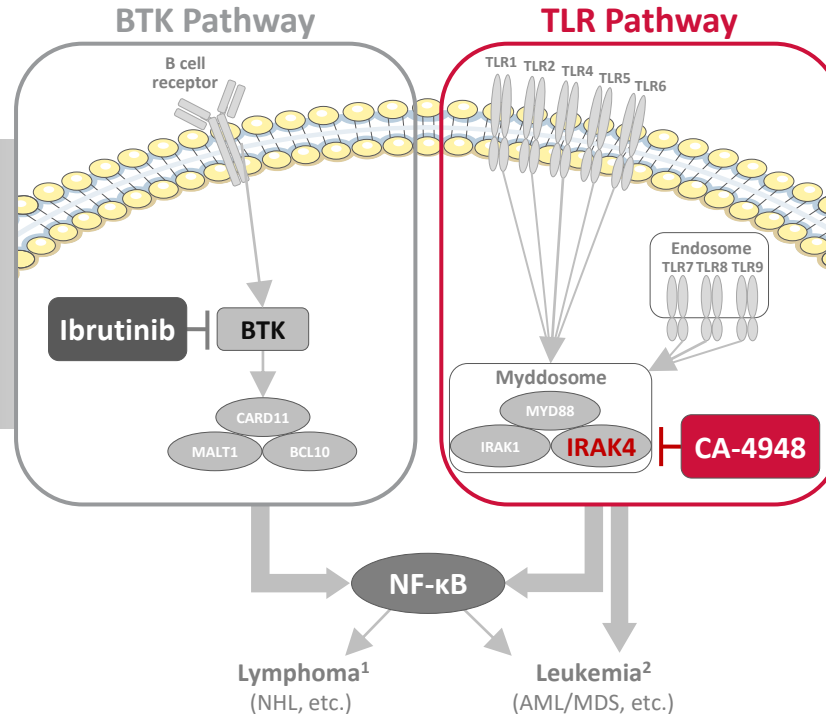 BTK Pathway
B cell
receptor
Ibrutinib
BTK
CARD11
MALT1
BCL10
TLR Pathway
TLR1
TLR2
TLR4
TLR5
TLR6
Endosome
TLR7 TLR8 TLR9
Myddosome
MYD88
IRAK1
IRAK4
CA-4948
NF-κB
Lymphoma¹
(NHL, etc.)
Leukemia²
(AML/MDS, etc.)